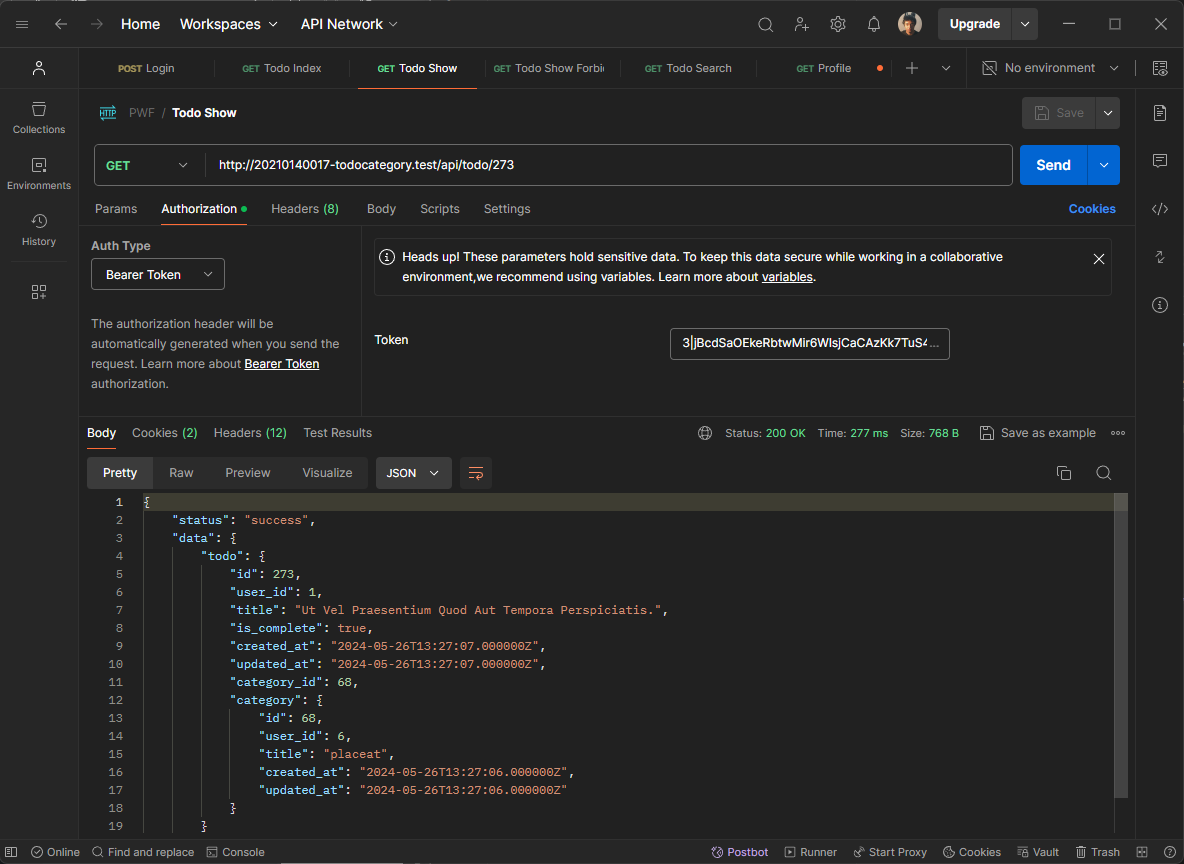 Home Workspaces API Network Upgrade
POST Login GET Todo Index GET Todo Show GET Todo Show Forbi GET Todo Search GET Profile No environment
HTTP PWF / Todo Show Save
Collections
GET http://20210140017-todocategory.test/api/todo/273 Send
Environments
Params Authorization Headers (8) Body Scripts Settings Cookies
History
Auth Type
Bearer Token
Heads up! These parameters hold sensitive data. To keep this data secure while working in a collaborative
environment,we recommend using variables. Learn more about variables.
The authorization header will be
automatically generated when you send the
request. Learn more about Bearer Token
authorization.
Token
Body Cookies (2) Headers (12) Test Results Status: 200 OK Time: 277 ms Size: 768 B Save as example
Pretty Raw Preview Visualize JSON
1 {
2 "status": "success",
3 "data": {
4 "todo": {
5 "id": 273,
6 "user_id": 1,
7 "title": "Ut Vel Praesentium Quod Aut Tempora Perspiciatis.",
8 "is_complete": true,
9 "created_at": "2024-05-26T13:27:07.000000Z",
10 "updated_at": "2024-05-26T13:27:07.000000Z",
11 "category_id": 68,
12 "category": {
13 "id": 68,
14 "user_id": 6,
15 "title": "placeat",
16 "created_at": "2024-05-26T13:27:06.000000Z",
17 "updated_at": "2024-05-26T13:27:06.000000Z"
18 }
19 }
Online Find and replace Console Postbot Runner Start Proxy Cookies Vault Trash